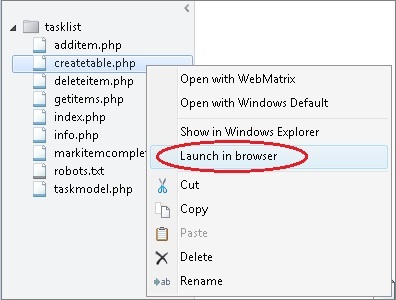 tasklist
additem.php
createtable.php
deleteitem.php
getitems.php
index.php
info.php
markitemcomplet
robots.txt
taskmodel.php
Open with WebMatrix
Open with Windows Default
Show in Windows Explorer
Launch in browser
Cut
Copy
Paste
Delete
Rename